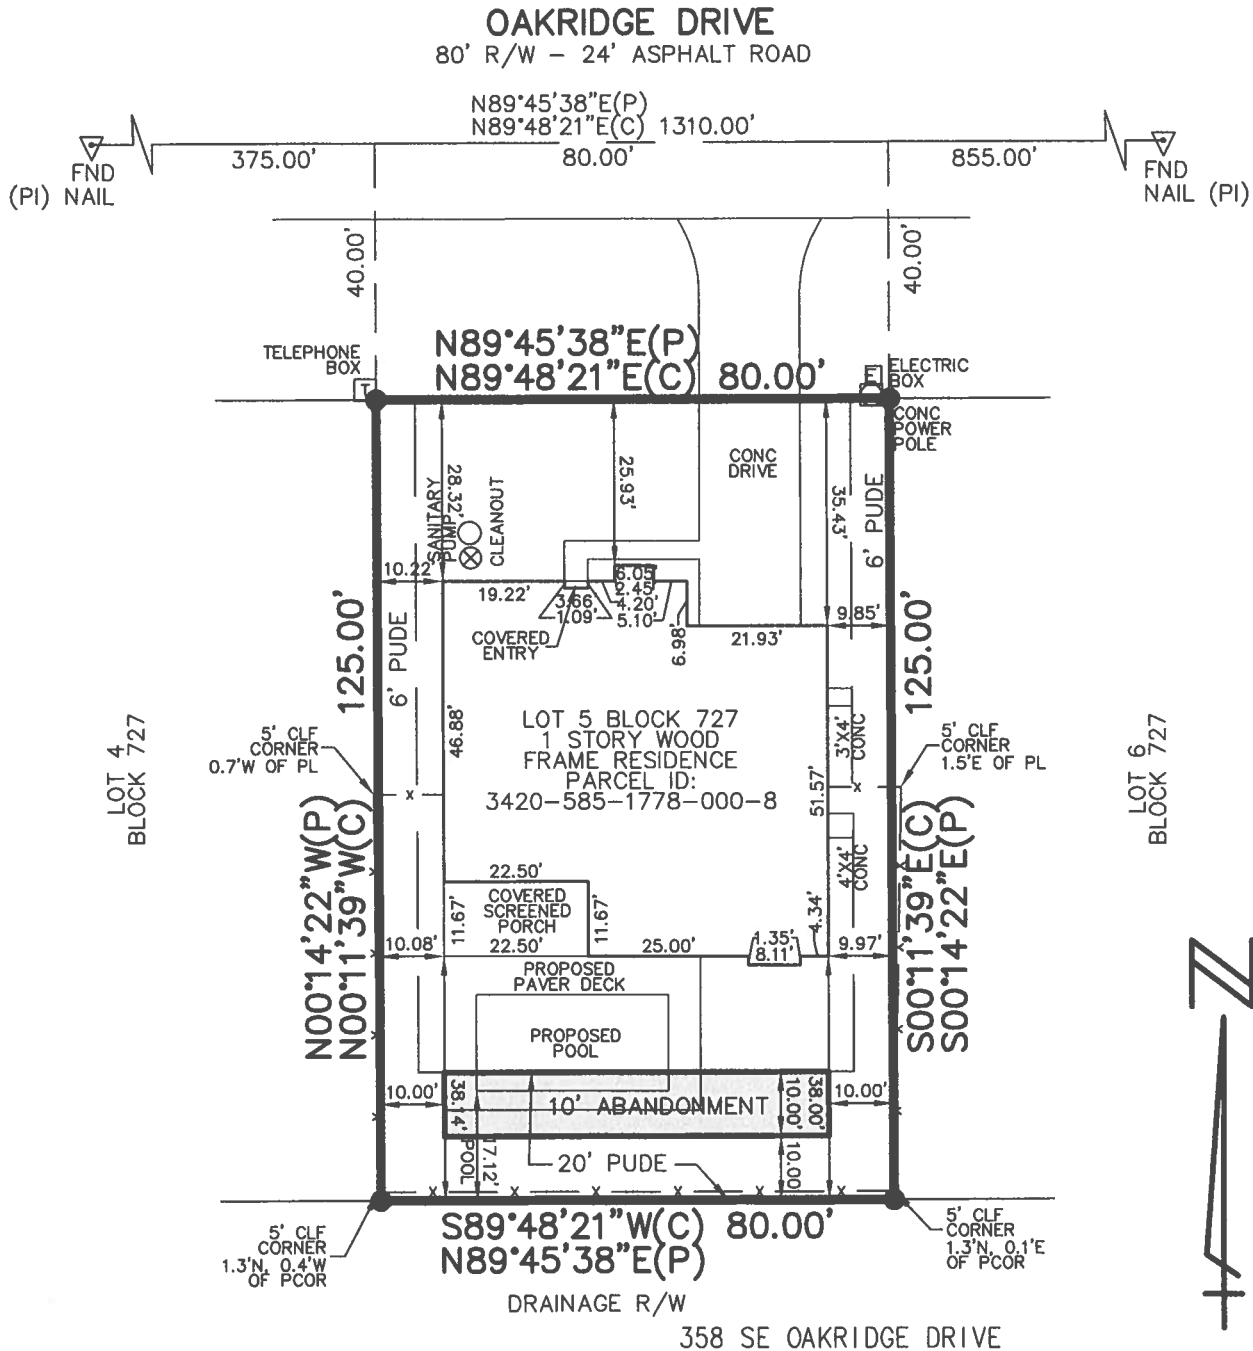 OAKRIDGE DRIVE
80' R/W – 24' ASPHALT ROAD
N89°45'38"E(P)
N89°48'21"E(C) 1310.00'
375.00'
80.00'
855.00'
FND
(PI) NAIL
FND
NAIL (PI)
40.00'
40.00'
TELEPHONE
BOX
T
N89°45'38"E(P)
N89°48'21"E(C) 80.00'
E
ELECTRIC
BOX
CONC
POWER
POLE
CONC
DRIVE
28.32'
SANITARY
PUMP
CLEANOUT
25.93'
35.43'
6' PUDE
10.22'
19.22'
3.66'
1.09'
6.05'
2.45'
4.20'
5.10'
6.98'
21.93'
9.85'
COVERED
ENTRY
6' PUDE
125.00'
125.00'
LOT 5 BLOCK 727
1 STORY WOOD
FRAME RESIDENCE
PARCEL ID:
3420-585-1778-000-8
46.88'
51.57'
3'X4'
CONC
4'X4'
CONC
5' CLF
CORNER
0.7'W OF PL
5' CLF
CORNER
1.5'E OF PL
LOT 4
BLOCK 727
LOT 6
BLOCK 727
N00°14'22"W(P)
N00°11'39"W(C)
S00°11'39"E(C)
S00°14'22"E(P)
22.50'
COVERED
SCREENED
PORCH
11.67'
11.67'
22.50'
25.00'
1.35'
8.11'
4.34'
10.08'
9.97'
PROPOSED
PAVER DECK
PROPOSED
POOL
10.00'
38.14'
10' ABANDONMENT
10.00'
38.00'
10.00'
17.12'
POOL
20' PUDE
10.00'
S89°48'21"W(C) 80.00'
N89°45'38"E(P)
5' CLF
CORNER
1.3'N, 0.4'W
OF PCOR
5' CLF
CORNER
1.3'N, 0.1'E
OF PCOR
DRAINAGE R/W
358 SE OAKRIDGE DRIVE
N